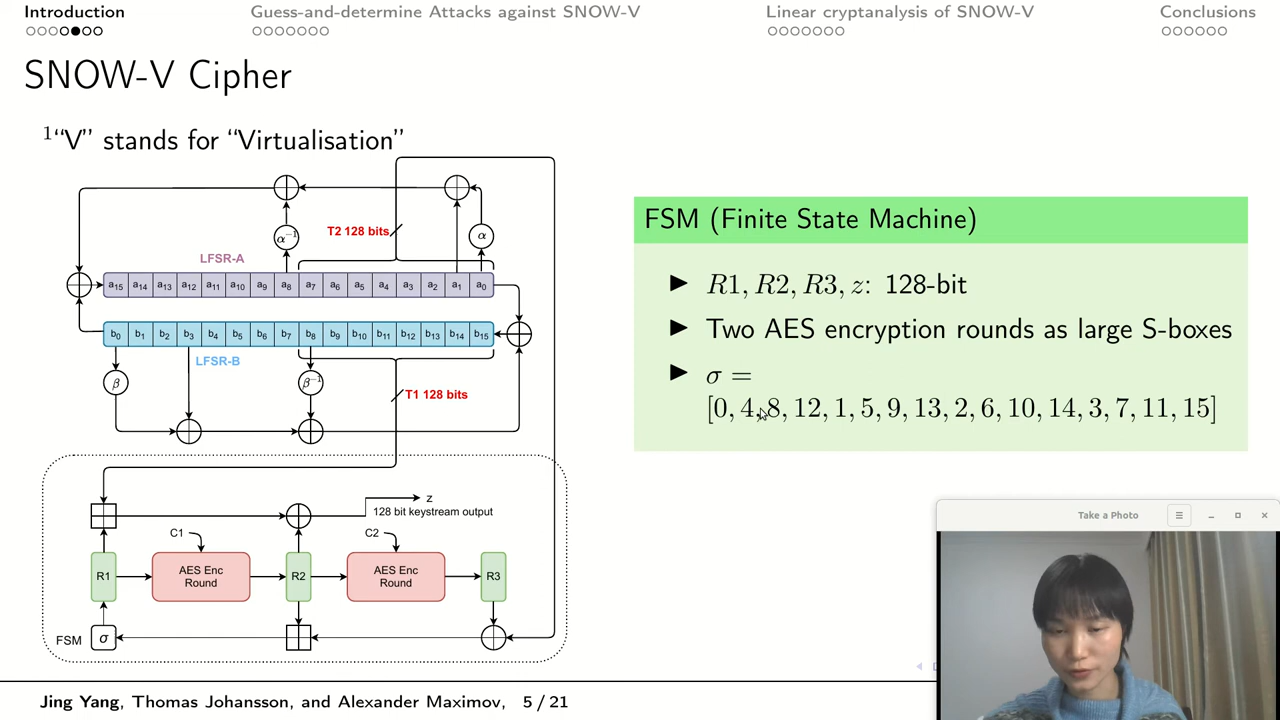 Introduction
Guess-and-determine Attacks against SNOW-V
Linear cryptanalysis of SNOW-V
Conclusions
SNOW-V Cipher
1“V” stands for “Virtualisation”
α⁻¹
T2 128 bits
α
LFSR-A
a15 a14 a13 a12 a11 a10 a9 a8 a7 a6 a5 a4 a3 a2 a1 a0
b0 b1 b2 b3 b4 b5 b6 b7 b8 b9 b10 b11 b12 b13 b14 b15
LFSR-B
β
β⁻¹
T1 128 bits
z
128 bit keystream output
C1
C2
R1
AES Enc
Round
R2
AES Enc
Round
R3
FSM
σ
FSM (Finite State Machine)
► R1, R2, R3, z: 128-bit
► Two AES encryption rounds as large S-boxes
► σ =
[0, 4, 8, 12, 1, 5, 9, 13, 2, 6, 10, 14, 3, 7, 11, 15]
Take a Photo
Jing Yang, Thomas Johansson, and Alexander Maximov, 5 / 21